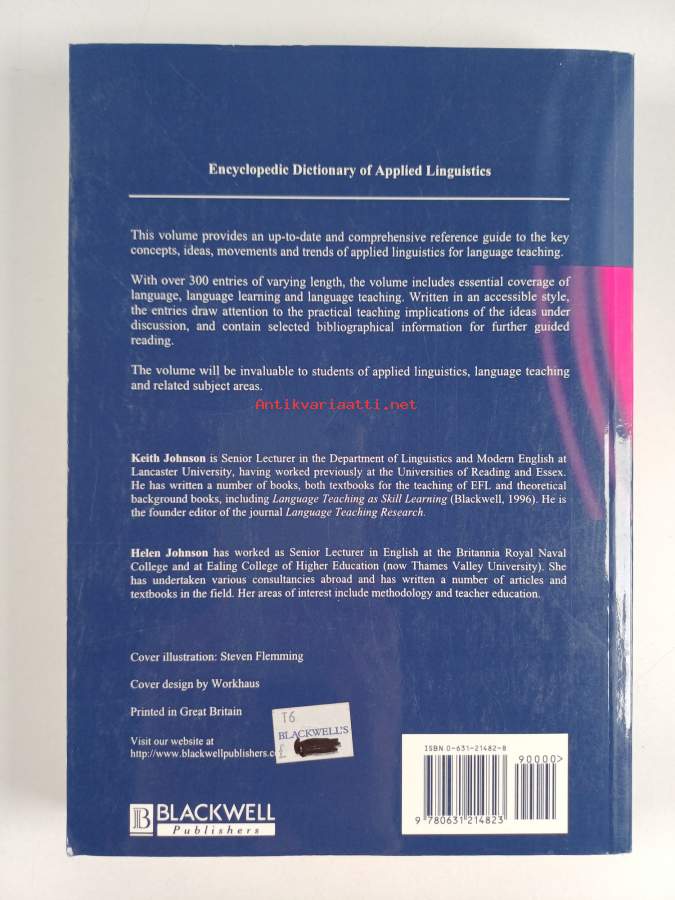 Encyclopedic Dictionary of Applied Linguistics
This volume provides an up-to-date and comprehensive reference guide to the key
concepts, ideas, movements and trends of applied linguistics for language teaching.
With over 300 entries of varying length, the volume includes essential coverage of
language, language learning and language teaching. Written in an accessible style,
the entries draw attention to the practical teaching implications of the ideas under
discussion, and contain selected bibliographical information for further guided
reading.
The volume will be invaluable to students of applied linguistics, language teaching
and related subject areas.
Antikvariaatti.net
Keith Johnson is Senior Lecturer in the Department of Linguistics and Modern English at
Lancaster University, having worked previously at the Universities of Reading and Essex.
He has written a number of books, both textbooks for the teaching of EFL and theoretical
background books, including Language Teaching as Skill Learning (Blackwell, 1996). He is
the founder editor of the journal Language Teaching Research.
Helen Johnson has worked as Senior Lecturer in English at the Britannia Royal Naval
College and at Ealing College of Higher Education (now Thames Valley University). She
has undertaken various consultancies abroad and has written a number of articles and
textbooks in the field. Her areas of interest include methodology and teacher education.
Cover illustration: Steven Flemming
Cover design by Workhaus
Printed in Great Britain
Visit our website at
http://www.blackwellpublishers.co
T6
BLACKWELL'S
£
ISBN 0-631-21482-8
90000>
9 780631 214823
B BLACKWELL
Publishers